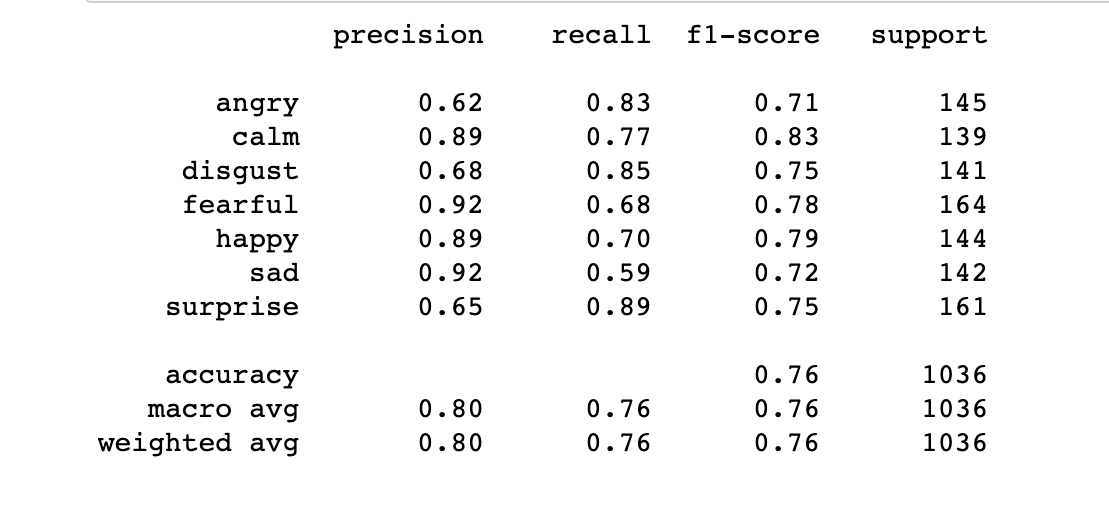 precision recall f1-score support
angry 0.62 0.83 0.71 145
calm 0.89 0.77 0.83 139
disgust 0.68 0.85 0.75 141
fearful 0.92 0.68 0.78 164
happy 0.89 0.70 0.79 144
sad 0.92 0.59 0.72 142
surprise 0.65 0.89 0.75 161
accuracy 0.76 1036
macro avg 0.80 0.76 0.76 1036
weighted avg 0.80 0.76 0.76 1036